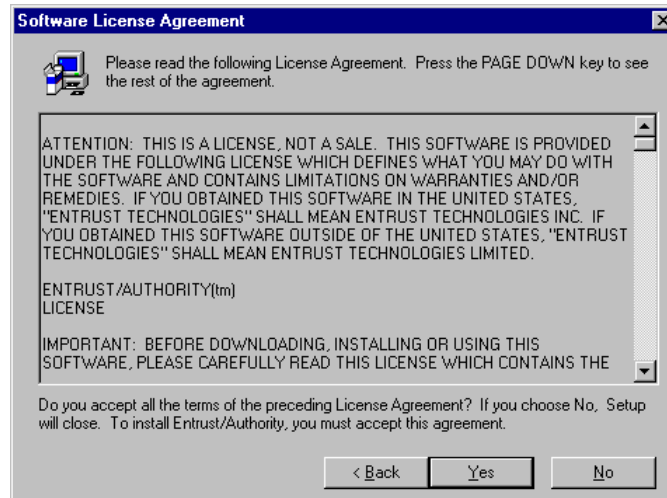 Software License Agreement
Please read the following License Agreement. Press the PAGE DOWN key to see
the rest of the agreement.
ATTENTION: THIS IS A LICENSE, NOT A SALE. THIS SOFTWARE IS PROVIDED
UNDER THE FOLLOWING LICENSE WHICH DEFINES WHAT YOU MAY DO WITH
THE SOFTWARE AND CONTAINS LIMITATIONS ON WARRANTIES AND/OR
REMEDIES. IF YOU OBTAINED THIS SOFTWARE IN THE UNITED STATES,
"ENTRUST TECHNOLOGIES" SHALL MEAN ENTRUST TECHNOLOGIES INC. IF
YOU OBTAINED THIS SOFTWARE OUTSIDE OF THE UNITED STATES, "ENTRUST
TECHNOLOGIES" SHALL MEAN ENTRUST TECHNOLOGIES LIMITED.
ENTRUST/AUTHORITY(tm)
LICENSE
IMPORTANT: BEFORE DOWNLOADING, INSTALLING OR USING THIS
SOFTWARE, PLEASE CAREFULLY READ THIS LICENSE WHICH CONTAINS THE
Do you accept all the terms of the preceding License Agreement? If you choose No, Setup
will close. To install Entrust/Authority, you must accept this agreement.
< Back Yes No